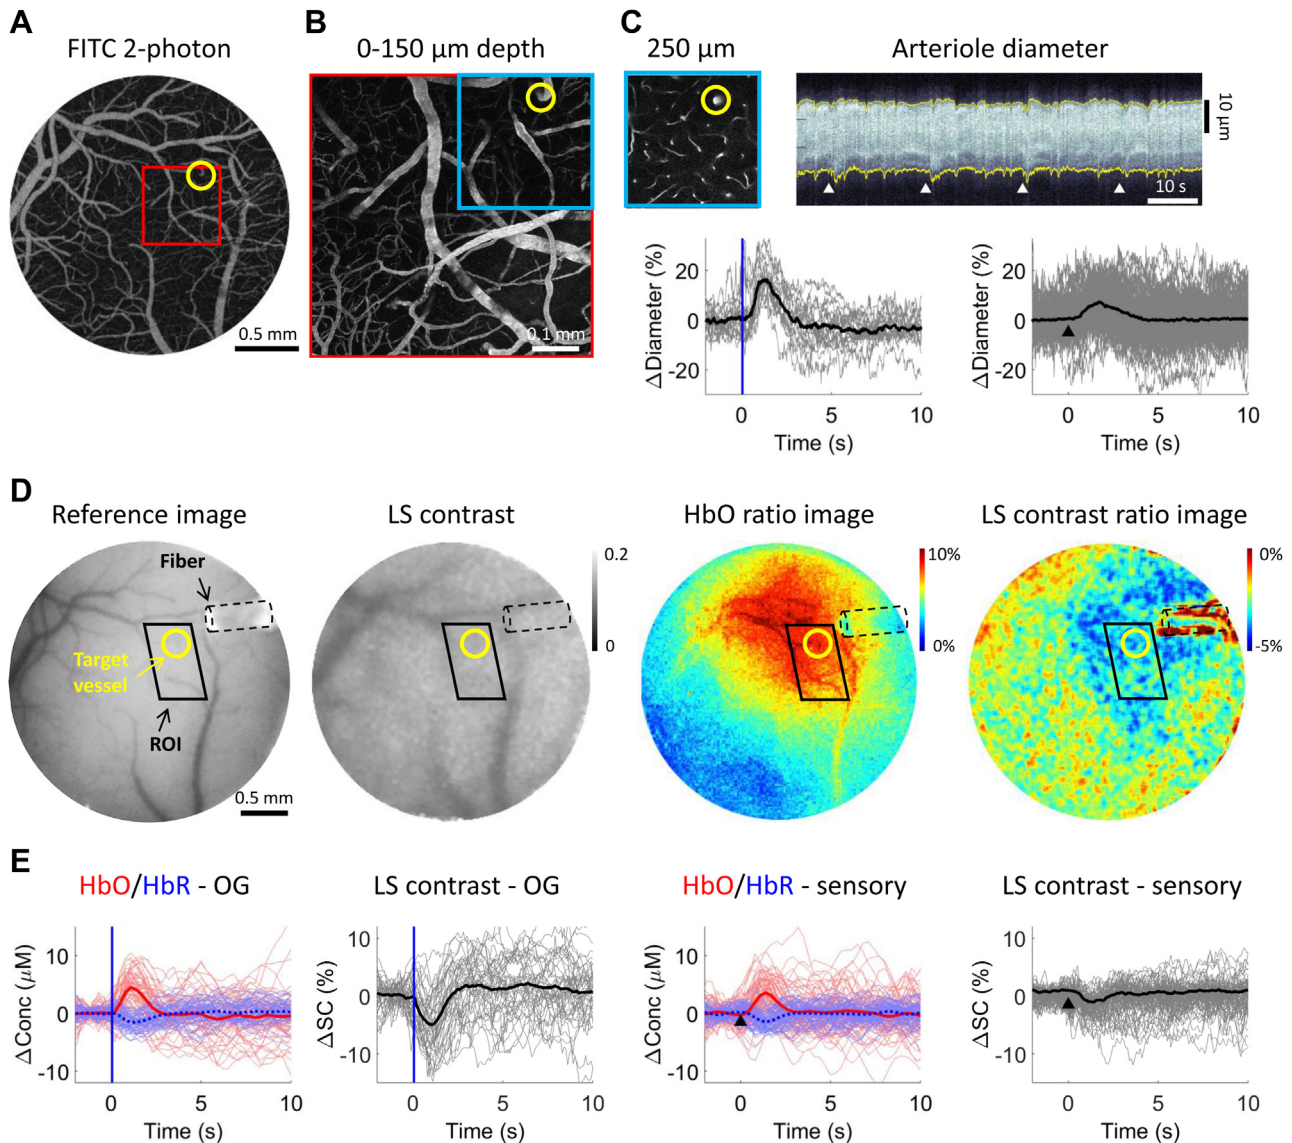 A
FITC 2-photon
0.5 mm
B
0-150 μm depth
0.1 mm
C
250 μm
Arteriole diameter
10 μm
10 s
ΔDiameter (%)
20
0
-20
0
5
10
Time (s)
ΔDiameter (%)
20
0
-20
0
5
10
Time (s)
D
Reference image
Fiber
Target
vessel
ROI
0.5 mm
LS contrast
0.2
0
HbO ratio image
10%
0%
LS contrast ratio image
0%
-5%
E
HbO/HbR - OG
ΔConc (μM)
10
0
-10
0
5
10
Time (s)
LS contrast - OG
ΔSC (%)
10
0
-10
0
5
10
Time (s)
HbO/HbR - sensory
ΔConc (μM)
10
0
-10
0
5
10
Time (s)
LS contrast - sensory
ΔSC (%)
10
0
-10
0
5
10
Time (s)